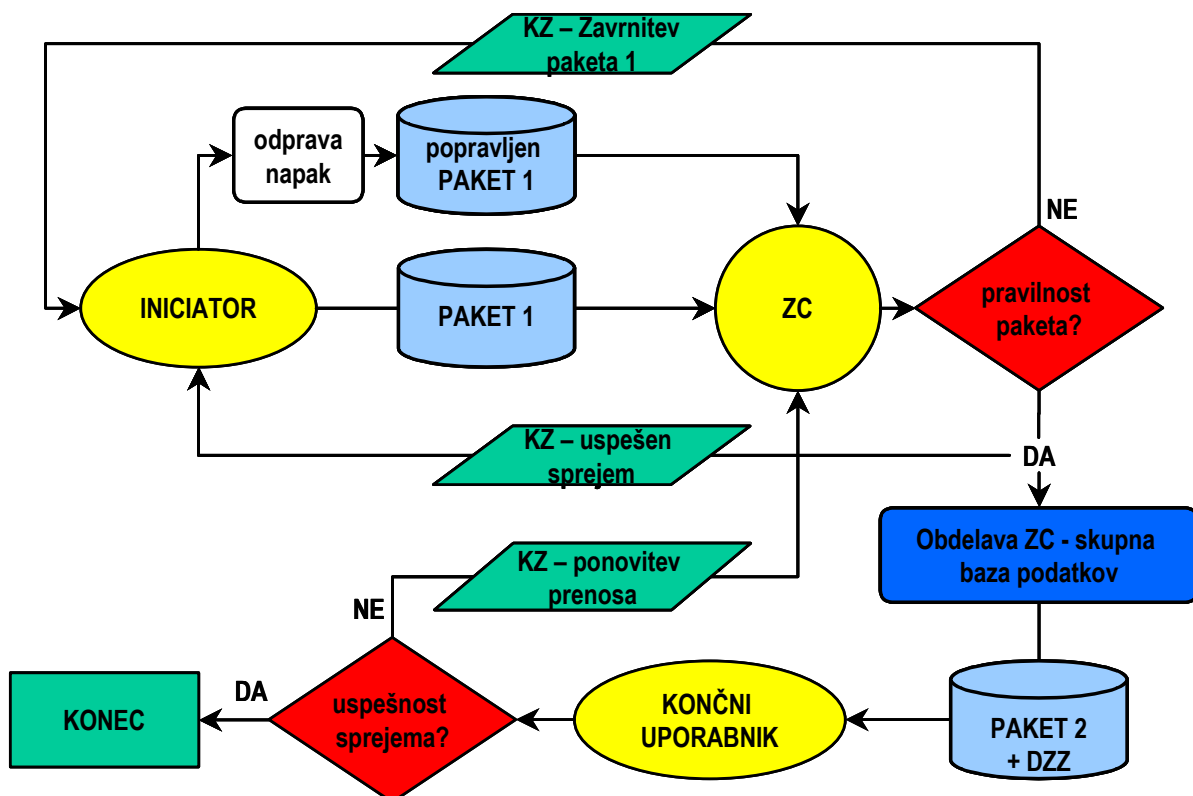 KZ – Zavrnitev
paketa 1
odprava
napak
popravljen
PAKET 1
NE
INICIATOR
PAKET 1
ZC
pravilnost
paketa?
KZ – uspešen
sprejem
DA
Obdelava ZC - skupna
baza podatkov
KZ – ponovitev
prenosa
NE
KONEC
DA
uspešnost
sprejema?
KONČNI
UPORABNIK
PAKET 2
+ DZZ